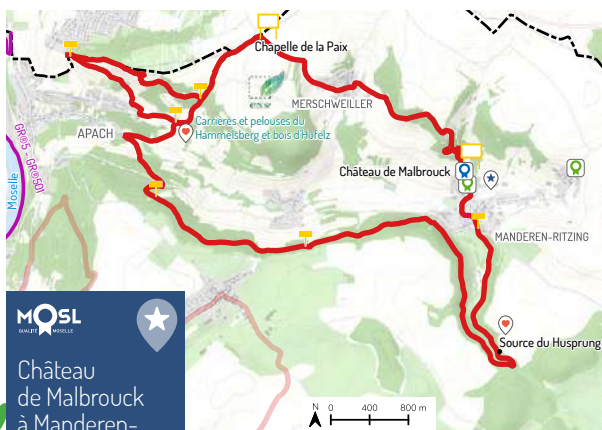 Chapelle de la Paix
MERSCHWEILLER
Carrières et pelouses du
Hammelsberg et bois d'Hufelz
APACH
GR®5 - GR®501
Moselle
Château de Malbrouck
MANDEREN-RITZING
Source du Husprung
MOSL
QUALITÉ MOSELLE
Château
de Malbrouck
à Manderen-
N
0 400 800 m